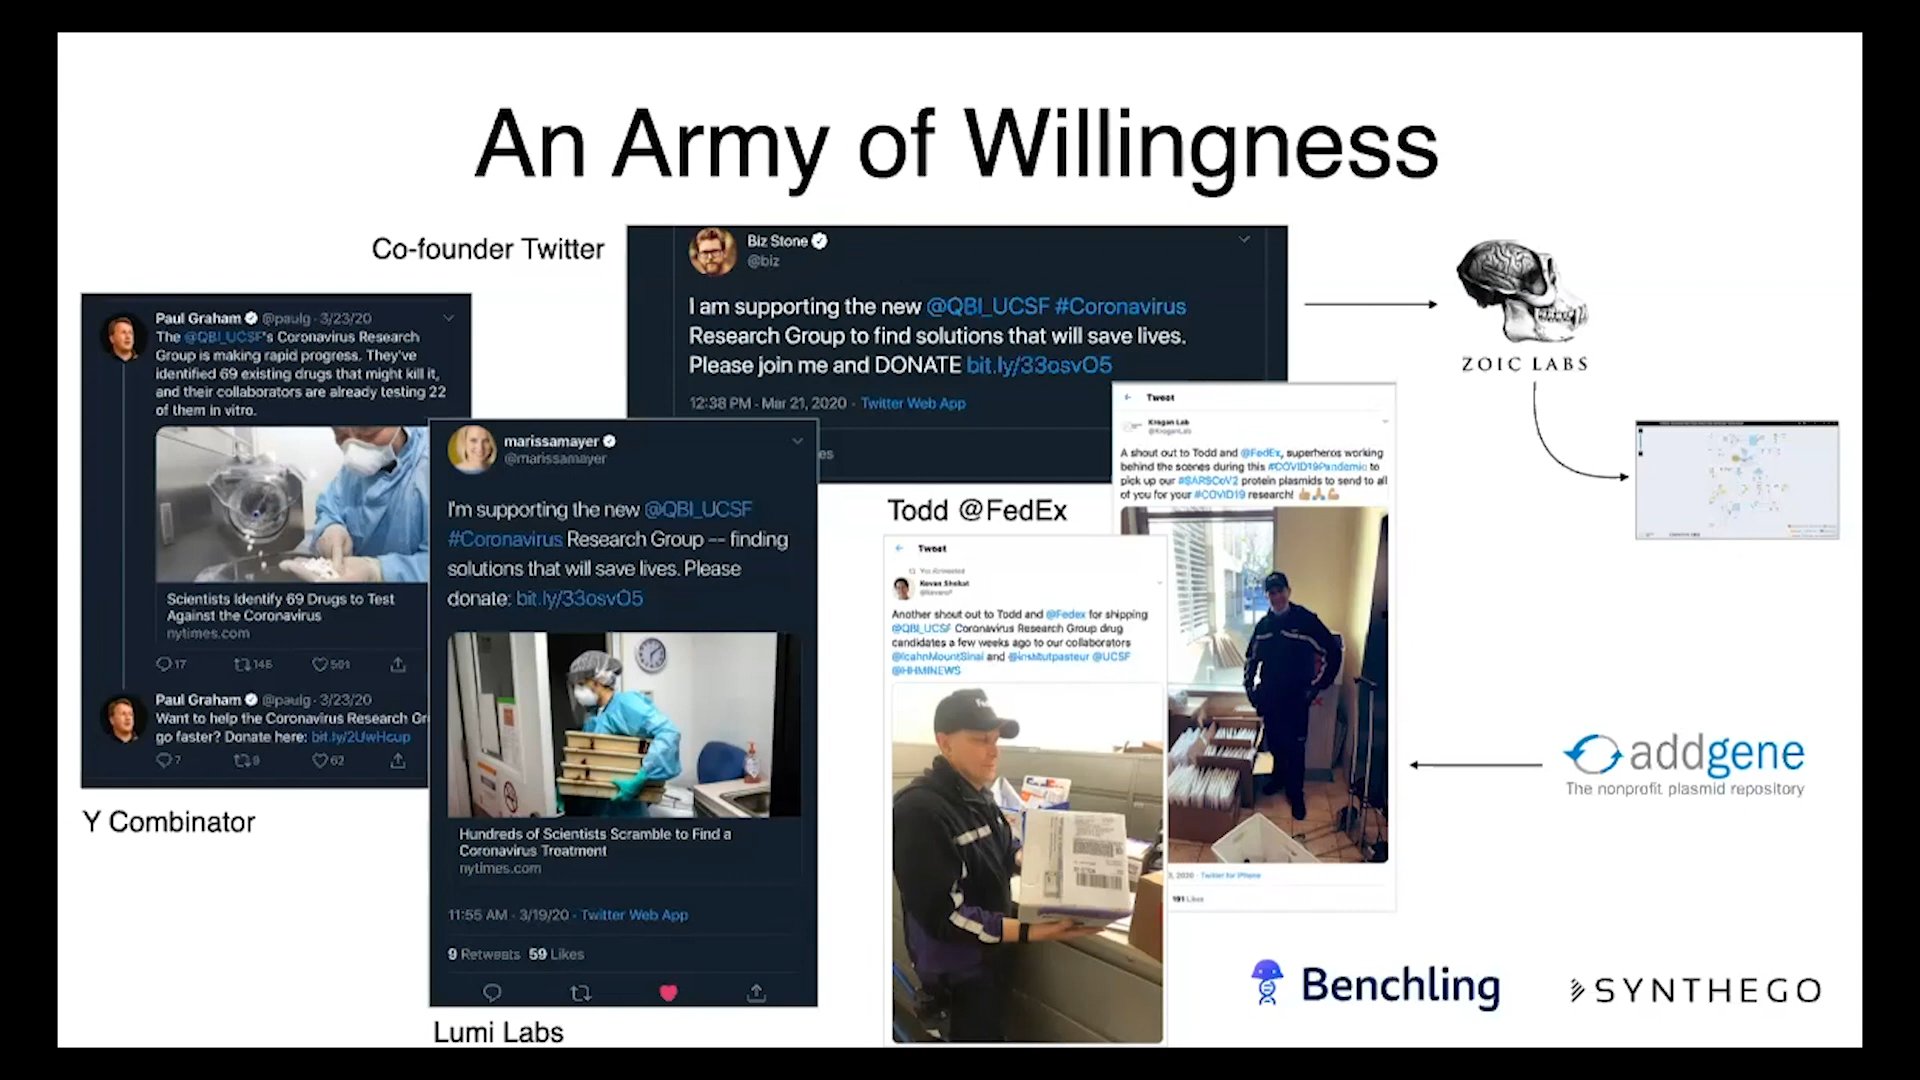 An Army of Willingness
Co-founder Twitter
Biz Stone
@biz
I am supporting the new @QBI_UCSF #Coronavirus
Research Group to find solutions that will save lives.
Please join me and DONATE bit.ly/33osvO5
12:38 PM - Mar 21, 2020 · Twitter Web App
es
ZOIC LABS
Paul Graham @paulg · 3/23/20
The @QBI_UCSF's Coronavirus Research
Group is making rapid progress. They've
identified 69 existing drugs that might kill it,
and their collaborators are already testing 22
of them in vitro.
Scientists Identify 69 Drugs to Test
Against the Coronavirus
nytimes.com
17 146 501
Paul Graham @paulg · 3/23/20
Want to help the Coronavirus Research Gr
go faster? Donate here: bit.ly/2UwHcup
7 9 62
Y Combinator
marissamayer
@marissamayer
I'm supporting the new @QBI_UCSF
#Coronavirus Research Group -- finding
solutions that will save lives. Please
donate: bit.ly/33osvO5
Hundreds of Scientists Scramble to Find a
Coronavirus Treatment
nytimes.com
11:55 AM · 3/19/20 · Twitter Web App
9 Retweets 59 Likes
Lumi Labs
Todd @FedEx
Tweet
You Retweeted
Kevan Shokat
Another shout out to Todd and @Fedex for shipping
@QBI_UCSF Coronavirus Research Group drug
candidates a few weeks ago to our collaborators
@IcahnMountSinai and @institutpasteur @UCSF
@HHMINEWS
FedEx
Tweet
Krogan Lab
@KroganLab
A shout out to Todd and @FedEx, superheros working
behind the scenes during this #COVID19Pandemic to
pick up our #SARSCoV2 protein plasmids to send to all
of you for your #COVID19 research!
2020 · Twitter for iPhone
191 Likes
addgene
The nonprofit plasmid repository
Benchling
SYNTHEGO